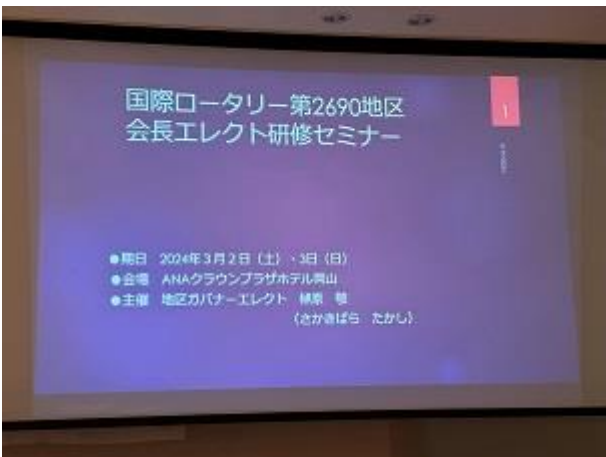 国際ロータリー第2690地区
会長エレクト研修セミナー
1
●期日 2024年3月2日（土）・3日（日）
●会場 ANAクラウンプラザホテル岡山
●主催 地区ガバナーエレクト 榊原 敬
（さかきばら たかし）